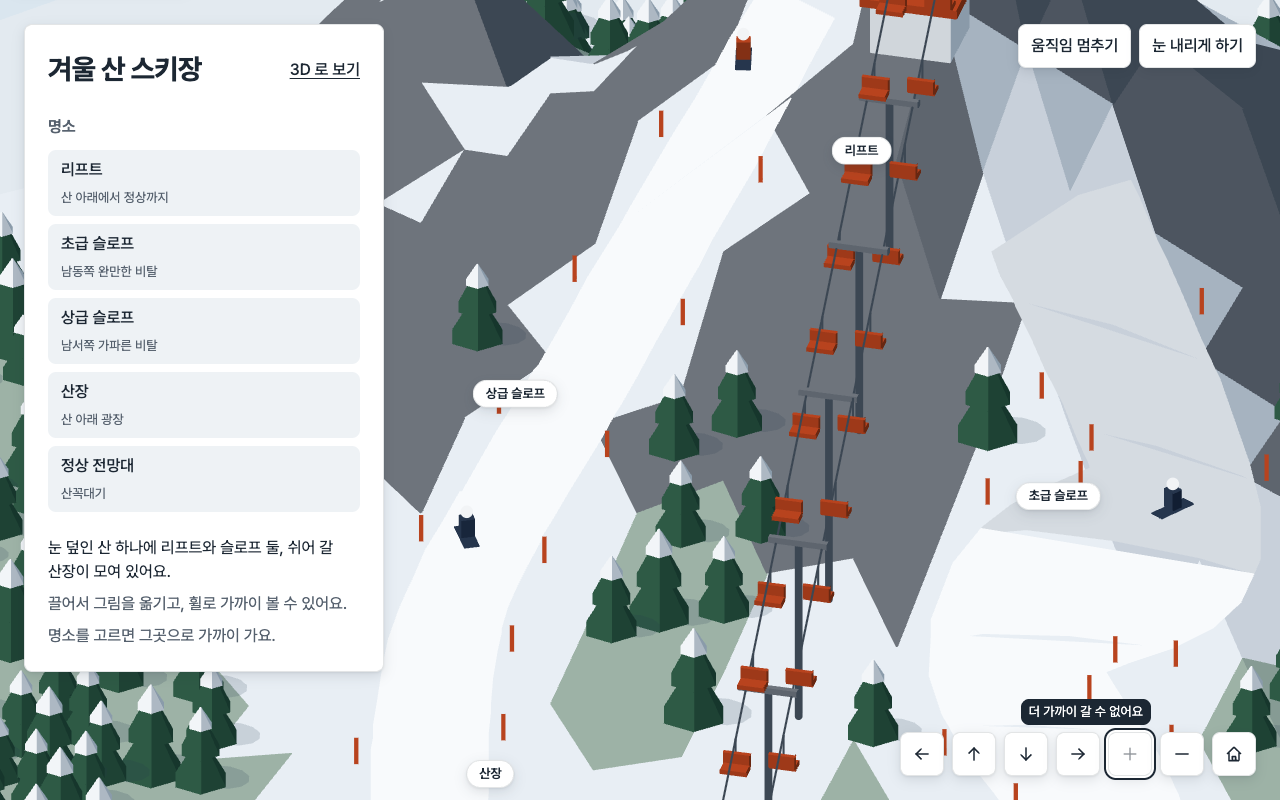 겨울 산 스키장
3D 로 보기
명소
리프트
산 아래에서 정상까지
초급 슬로프
남동쪽 완만한 비탈
상급 슬로프
남서쪽 가파른 비탈
산장
산 아래 광장
정상 전망대
산꼭대기
눈 덮인 산 하나에 리프트와 슬로프 둘, 쉬어 갈
산장이 모여 있어요.
끌어서 그림을 옮기고, 휠로 가까이 볼 수 있어요.
명소를 고르면 그곳으로 가까이 가요.
움직임 멈추기
눈 내리게 하기
리프트
상급 슬로프
초급 슬로프
산장
더 가까이 갈 수 없어요